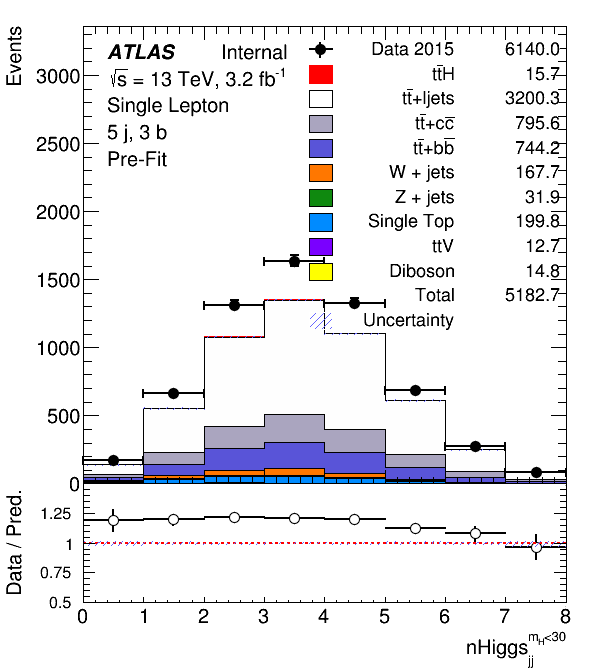 Events
ATLAS Internal
√s = 13 TeV, 3.2 fb⁻¹
Single Lepton
5 j, 3 b
Pre-Fit
Data 2015 6140.0
tt̄H 15.7
tt̄+ljets 3200.3
tt̄+cc̄ 795.6
tt̄+bb̄ 744.2
W + jets 167.7
Z + jets 31.9
Single Top 199.8
ttV 12.7
Diboson 14.8
Total 5182.7
Uncertainty
3000
2500
2000
1500
1000
500
0
Data / Pred.
1.25
1
0.75
0.5
0 1 2 3 4 5 6 7 8
nHiggs_jj^{m_H<30}